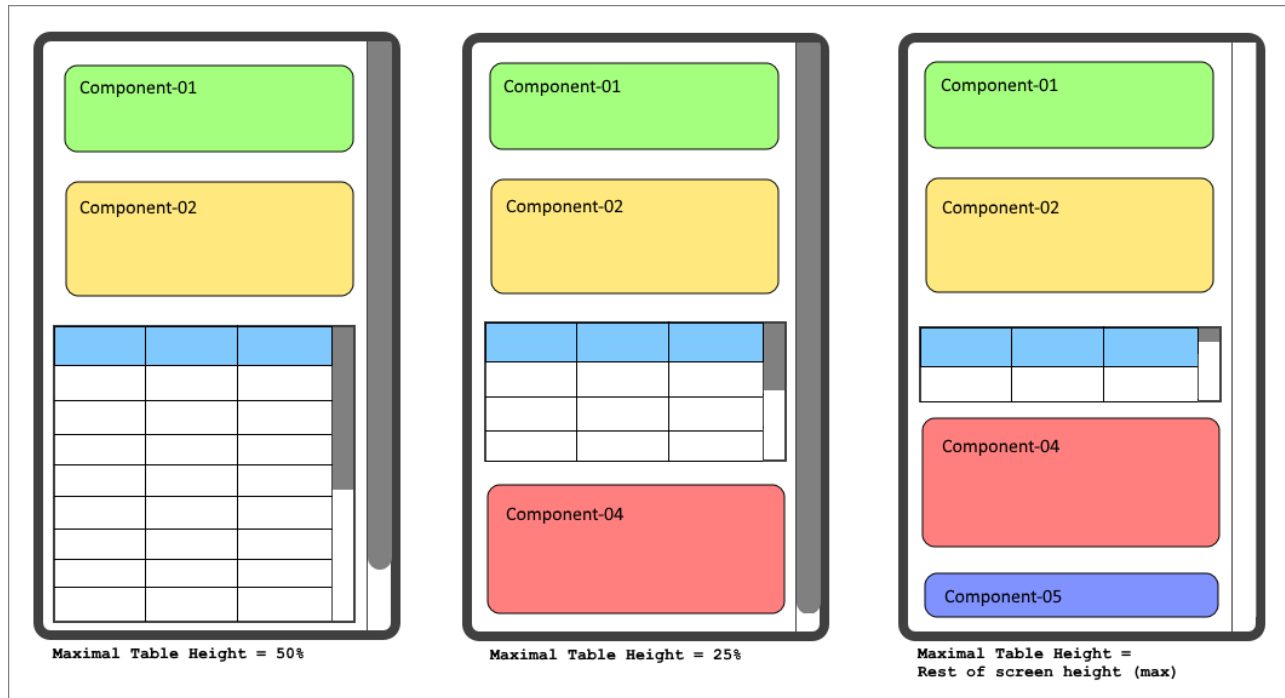 Component-01
Component-02
Maximal Table Height = 50%
Component-01
Component-02
Component-04
Maximal Table Height = 25%
Component-01
Component-02
Component-04
Component-05
Maximal Table Height =
Rest of screen height (max)